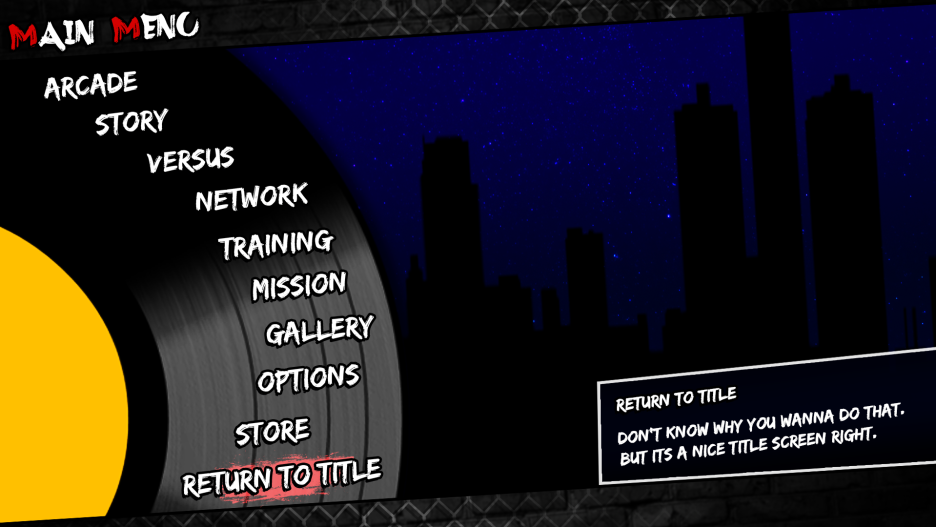 MAIN MENU
ARCADE
STORY
VERSUS
NETWORK
TRAINING
MISSION
GALLERY
OPTIONS
STORE
RETURN TO TITLE
RETURN TO TITLE
DON'T KNOW WHY YOU WANNA DO THAT.
BUT ITS A NICE TITLE SCREEN RIGHT.